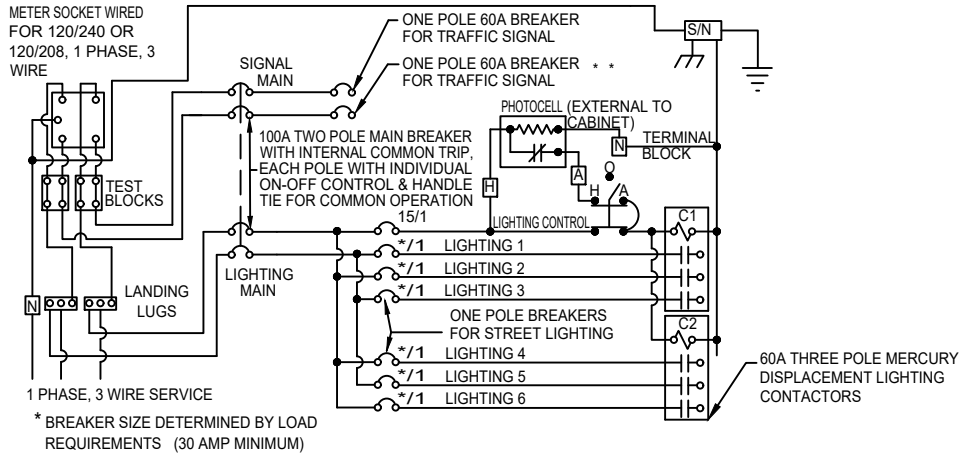 METER SOCKET WIRED
FOR 120/240 OR
120/208, 1 PHASE, 3
WIRE
SIGNAL
MAIN
ONE POLE 60A BREAKER
FOR TRAFFIC SIGNAL
ONE POLE 60A BREAKER * *
FOR TRAFFIC SIGNAL
S/N
PHOTOCELL (EXTERNAL TO
CABINET)
TERMINAL
BLOCK
N
A
H
O
H A
100A TWO POLE MAIN BREAKER
WITH INTERNAL COMMON TRIP,
EACH POLE WITH INDIVIDUAL
ON-OFF CONTROL & HANDLE
TIE FOR COMMON OPERATION
TEST
BLOCKS
15/1
LIGHTING CONTROL
C1
*/1 LIGHTING 1
*/1 LIGHTING 2
*/1 LIGHTING 3
LIGHTING
MAIN
N
LANDING
LUGS
ONE POLE BREAKERS
FOR STREET LIGHTING
C2
*/1 LIGHTING 4
*/1 LIGHTING 5
*/1 LIGHTING 6
60A THREE POLE MERCURY
DISPLACEMENT LIGHTING
CONTACTORS
1 PHASE, 3 WIRE SERVICE
* BREAKER SIZE DETERMINED BY LOAD
REQUIREMENTS (30 AMP MINIMUM)